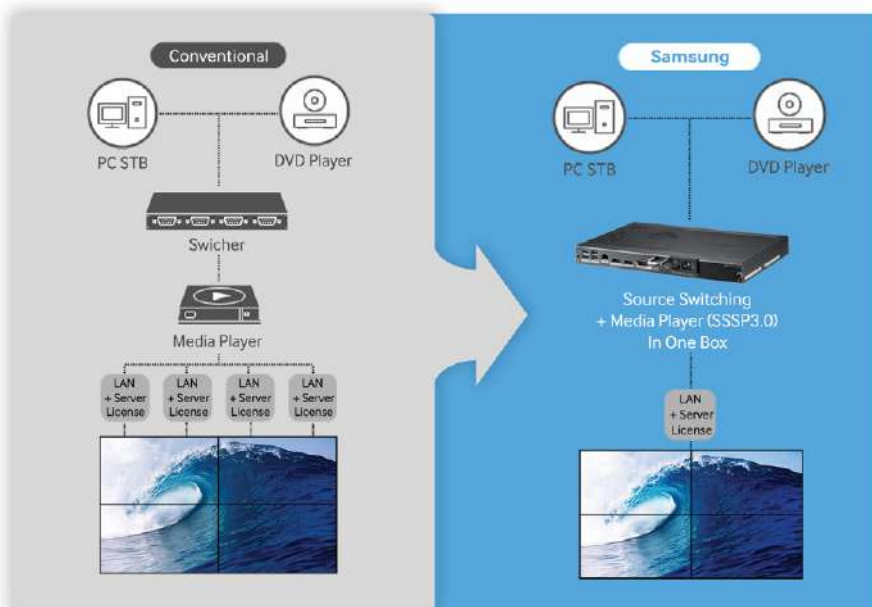 Conventional
PC STB
DVD Player
Swicher
Media Player
LAN
+ Server
License
LAN
+ Server
License
LAN
+ Server
License
LAN
+ Server
License
Samsung
PC STB
DVD Player
Source Switching
+ Media Player (SSSP3.0)
In One Box
LAN
+ Server
License